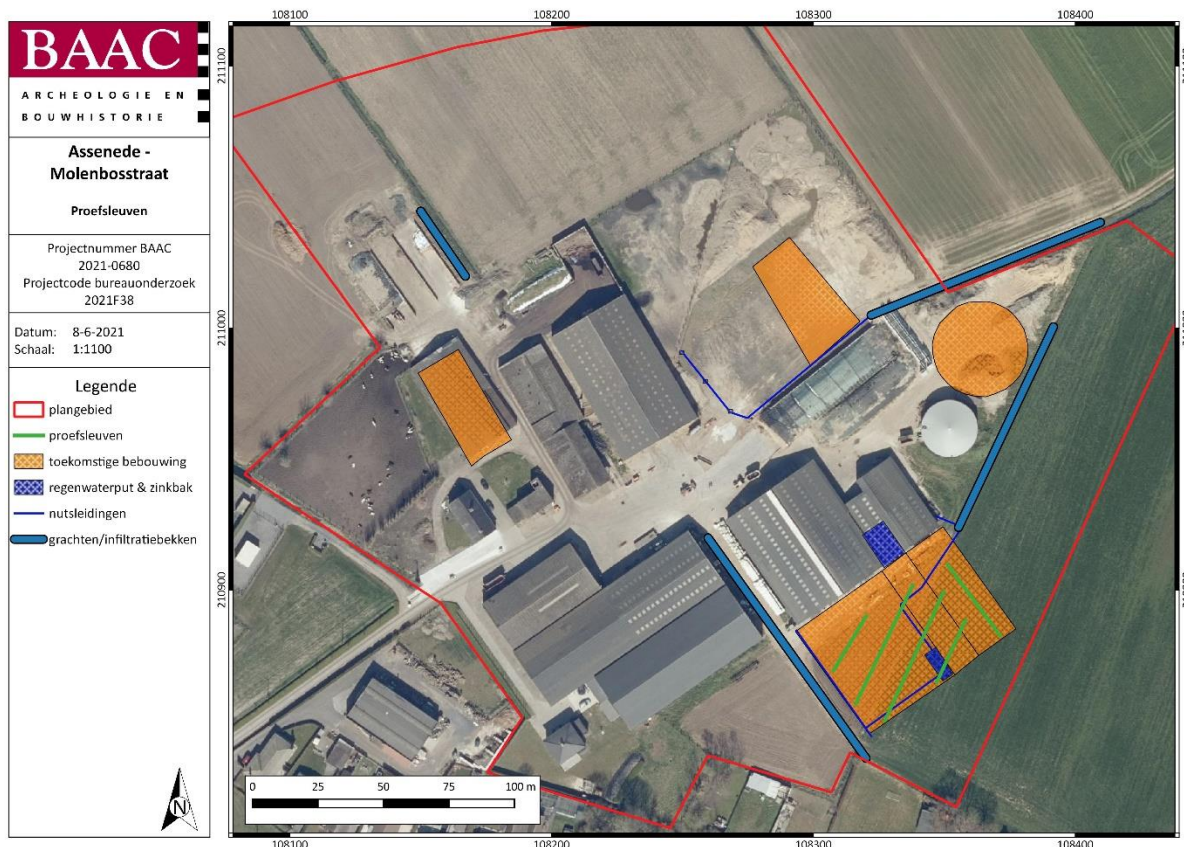 BAAC
ARCHEOLOGIE EN
BOUWHISTORIE
Assenede -
Molenbosstraat
Proefsleuven
Projectnummer BAAC
2021-0680
Projectcode bureauonderzoek
2021F38
Datum: 8-6-2021
Schaal: 1:1100
Legende
plangebied
proefsleuven
toekomstige bebouwing
regenwaterput & zinkbak
nutsleidingen
grachten/infiltratiebekken
N
108100 108200 108300 108400
211100
211000
210900
0 25 50 75 100 m
108100 108200 108300 108400